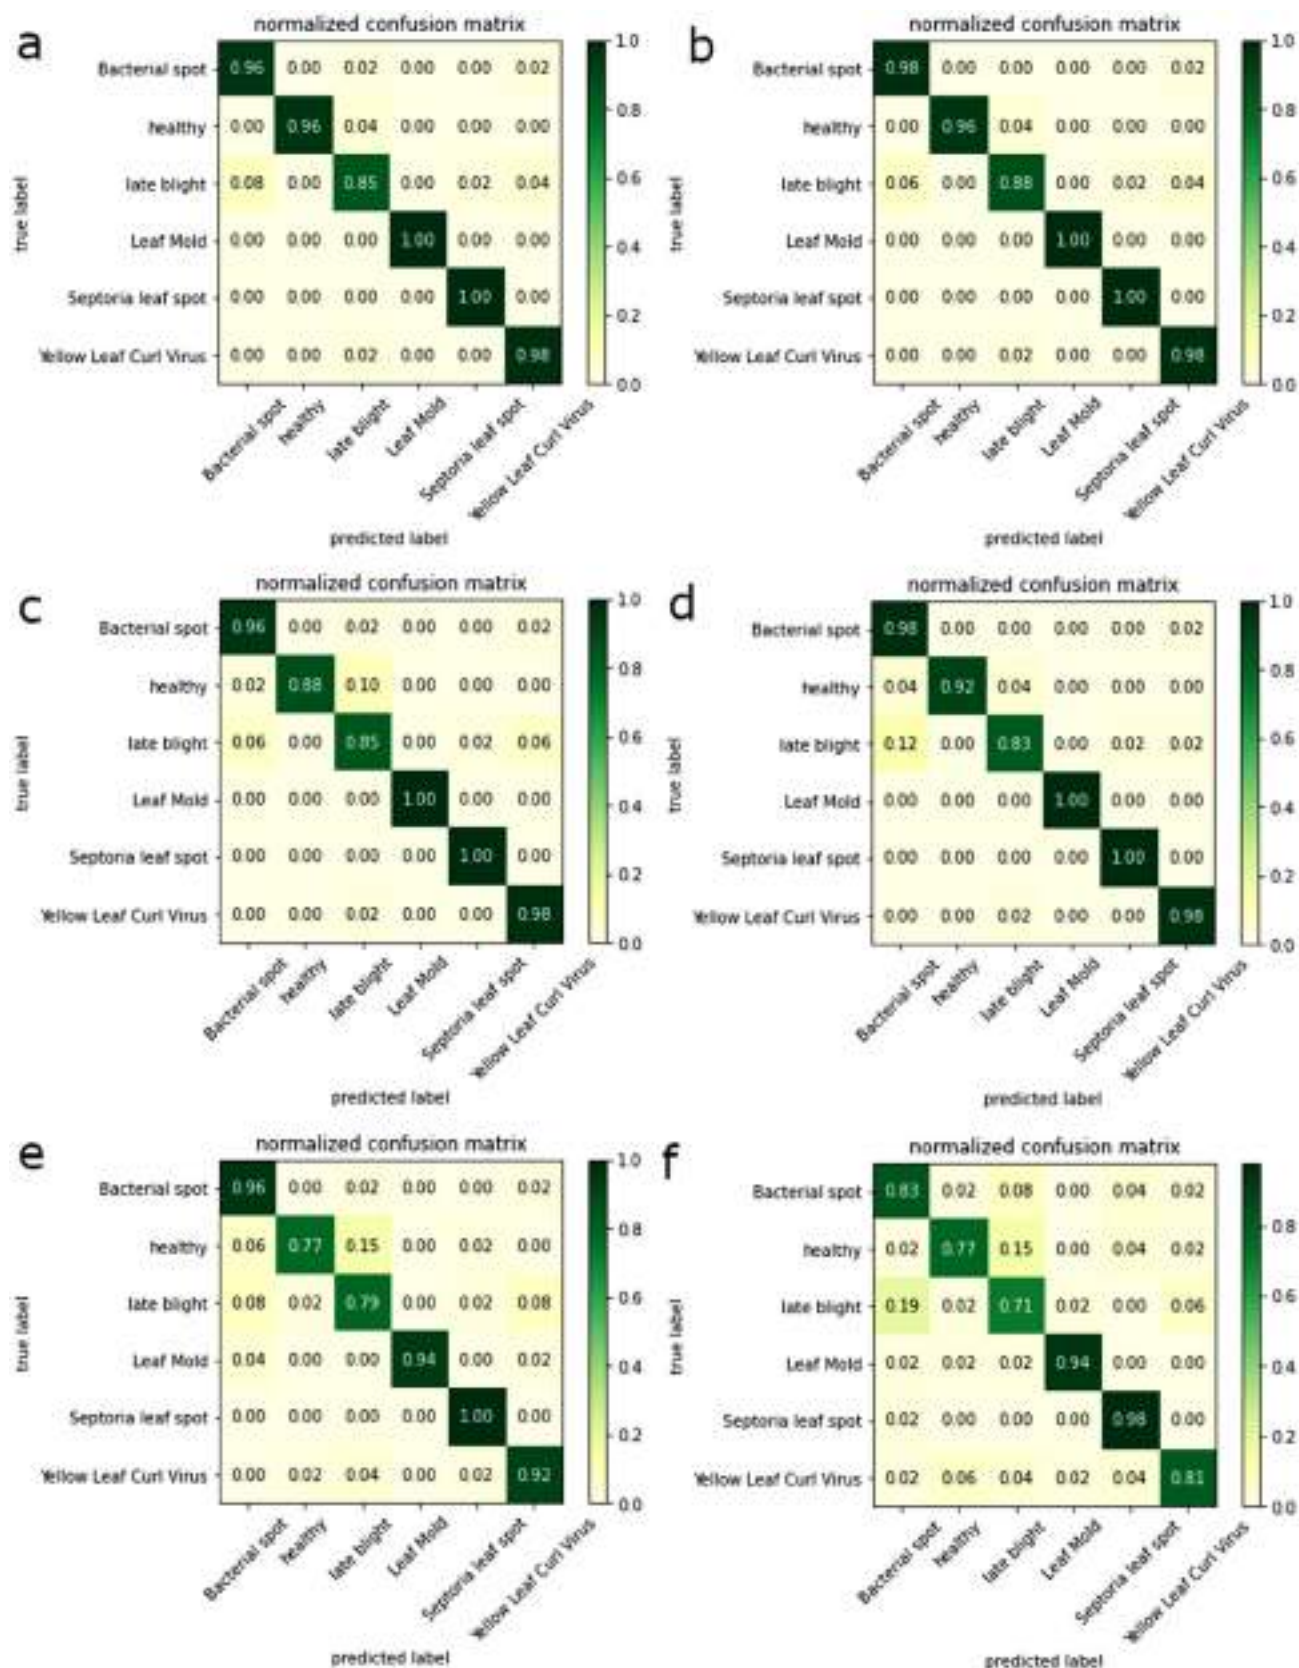 a
normalized confusion matrix
true label
Bacterial spot 0.96 0.00 0.02 0.00 0.00 0.02
healthy 0.00 0.96 0.04 0.00 0.00 0.00
late blight 0.08 0.00 0.85 0.00 0.02 0.04
Leaf Mold 0.00 0.00 0.00 1.00 0.00 0.00
Septoria leaf spot 0.00 0.00 0.00 0.00 1.00 0.00
Yellow Leaf Curl Virus 0.00 0.00 0.02 0.00 0.00 0.98
1.0
0.8
0.6
0.4
0.2
0.0
Bacterial spot
healthy
late blight
Leaf Mold
Septoria leaf spot
Yellow Leaf Curl Virus
predicted label
b
normalized confusion matrix
true label
Bacterial spot 0.98 0.00 0.00 0.00 0.00 0.02
healthy 0.00 0.96 0.04 0.00 0.00 0.00
late blight 0.06 0.00 0.88 0.00 0.02 0.04
Leaf Mold 0.00 0.00 0.00 1.00 0.00 0.00
Septoria leaf spot 0.00 0.00 0.00 0.00 1.00 0.00
Yellow Leaf Curl Virus 0.00 0.00 0.02 0.00 0.00 0.98
1.0
0.8
0.6
0.4
0.2
0.0
Bacterial spot
healthy
late blight
Leaf Mold
Septoria leaf spot
Yellow Leaf Curl Virus
predicted label
c
normalized confusion matrix
true label
Bacterial spot 0.96 0.00 0.02 0.00 0.00 0.02
healthy 0.02 0.88 0.10 0.00 0.00 0.00
late blight 0.06 0.00 0.85 0.00 0.02 0.06
Leaf Mold 0.00 0.00 0.00 1.00 0.00 0.00
Septoria leaf spot 0.00 0.00 0.00 0.00 1.00 0.00
Yellow Leaf Curl Virus 0.00 0.00 0.02 0.00 0.00 0.98
1.0
0.8
0.6
0.4
0.2
0.0
Bacterial spot
healthy
late blight
Leaf Mold
Septoria leaf spot
Yellow Leaf Curl Virus
predicted label
d
normalized confusion matrix
true label
Bacterial spot 0.98 0.00 0.00 0.00 0.00 0.02
healthy 0.04 0.92 0.04 0.00 0.00 0.00
late blight 0.12 0.00 0.83 0.00 0.02 0.02
Leaf Mold 0.00 0.00 0.00 1.00 0.00 0.00
Septoria leaf spot 0.00 0.00 0.00 0.00 1.00 0.00
Yellow Leaf Curl Virus 0.00 0.00 0.02 0.00 0.00 0.98
1.0
0.8
0.6
0.4
0.2
0.0
Bacterial spot
healthy
late blight
Leaf Mold
Septoria leaf spot
Yellow Leaf Curl Virus
predicted label
e
normalized confusion matrix
true label
Bacterial spot 0.96 0.00 0.02 0.00 0.00 0.02
healthy 0.06 0.77 0.15 0.00 0.02 0.00
late blight 0.08 0.02 0.79 0.00 0.02 0.08
Leaf Mold 0.04 0.00 0.00 0.94 0.00 0.02
Septoria leaf spot 0.00 0.00 0.00 0.00 1.00 0.00
Yellow Leaf Curl Virus 0.00 0.02 0.04 0.00 0.02 0.92
1.0
0.8
0.6
0.4
0.2
0.0
Bacterial spot
healthy
late blight
Leaf Mold
Septoria leaf spot
Yellow Leaf Curl Virus
predicted label
f
normalized confusion matrix
true label
Bacterial spot 0.83 0.02 0.08 0.00 0.04 0.02
healthy 0.02 0.77 0.15 0.00 0.04 0.02
late blight 0.19 0.02 0.71 0.02 0.00 0.06
Leaf Mold 0.02 0.02 0.02 0.94 0.00 0.00
Septoria leaf spot 0.02 0.00 0.00 0.00 0.98 0.00
Yellow Leaf Curl Virus 0.02 0.06 0.04 0.02 0.04 0.81
0.8
0.6
0.4
0.2
0.0
Bacterial spot
healthy
late blight
Leaf Mold
Septoria leaf spot
Yellow Leaf Curl Virus
predicted label